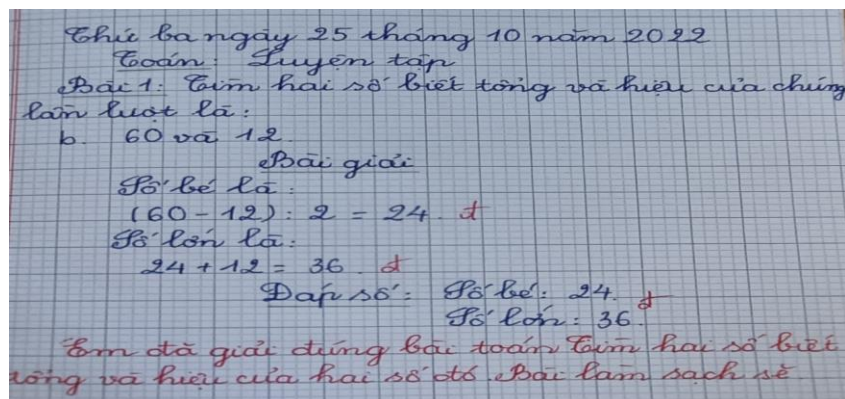 Thứ ba ngày 25 tháng 10 năm 2022
Toán: Luyện tập
Bài 1: Tìm hai số biết tổng và hiệu của chúng
lần lượt là:
b. 60 và 12.
Bài giải
Số bé là:
(60 - 12) : 2 = 24. đ
Số lớn là:
24 + 12 = 36. đ
Đáp số: Số bé: 24. đ
Số lớn: 36.
Em đã giải đúng bài toán Tìm hai số biết
tổng và hiệu của hai số đó. Bài làm sạch sẽ